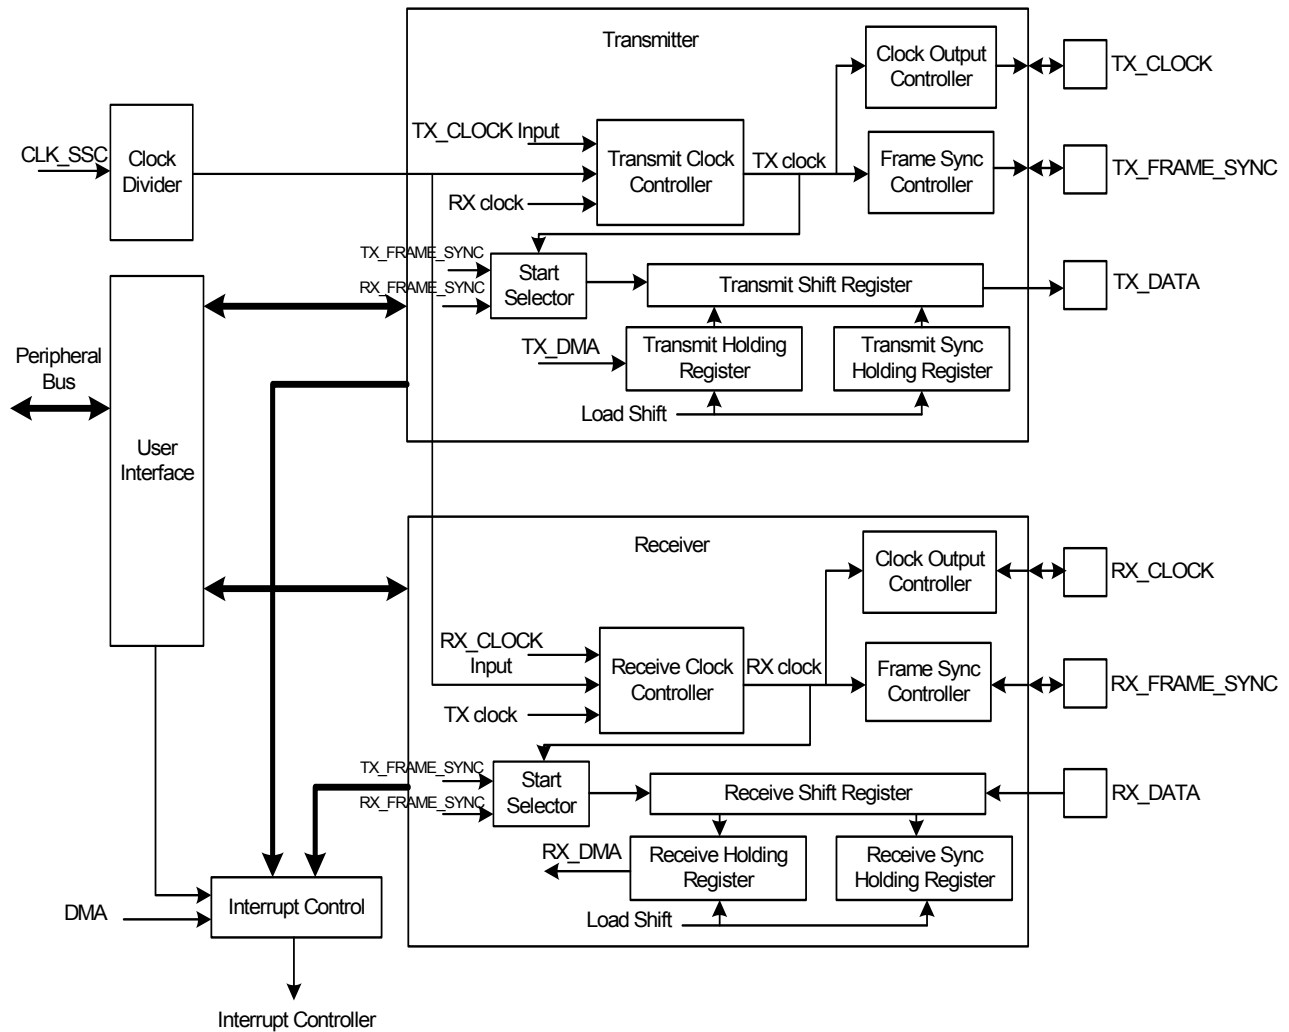 Transmitter
Clock Output
Controller
TX_CLOCK
TX_CLOCK Input
CLK_SSC
Clock
Divider
Transmit Clock
Controller
TX clock
Frame Sync
Controller
TX_FRAME_SYNC
RX clock
TX_FRAME_SYNC
RX_FRAME_SYNC
Start
Selector
Transmit Shift Register
TX_DATA
TX_DMA
Transmit Holding
Register
Transmit Sync
Holding Register
Load Shift
Peripheral
Bus
User
Interface
Receiver
Clock Output
Controller
RX_CLOCK
RX_CLOCK
Input
Receive Clock
Controller
RX clock
Frame Sync
Controller
RX_FRAME_SYNC
TX clock
TX_FRAME_SYNC
RX_FRAME_SYNC
Start
Selector
Receive Shift Register
RX_DATA
RX_DMA
Receive Holding
Register
Receive Sync
Holding Register
Load Shift
DMA
Interrupt Control
Interrupt Controller